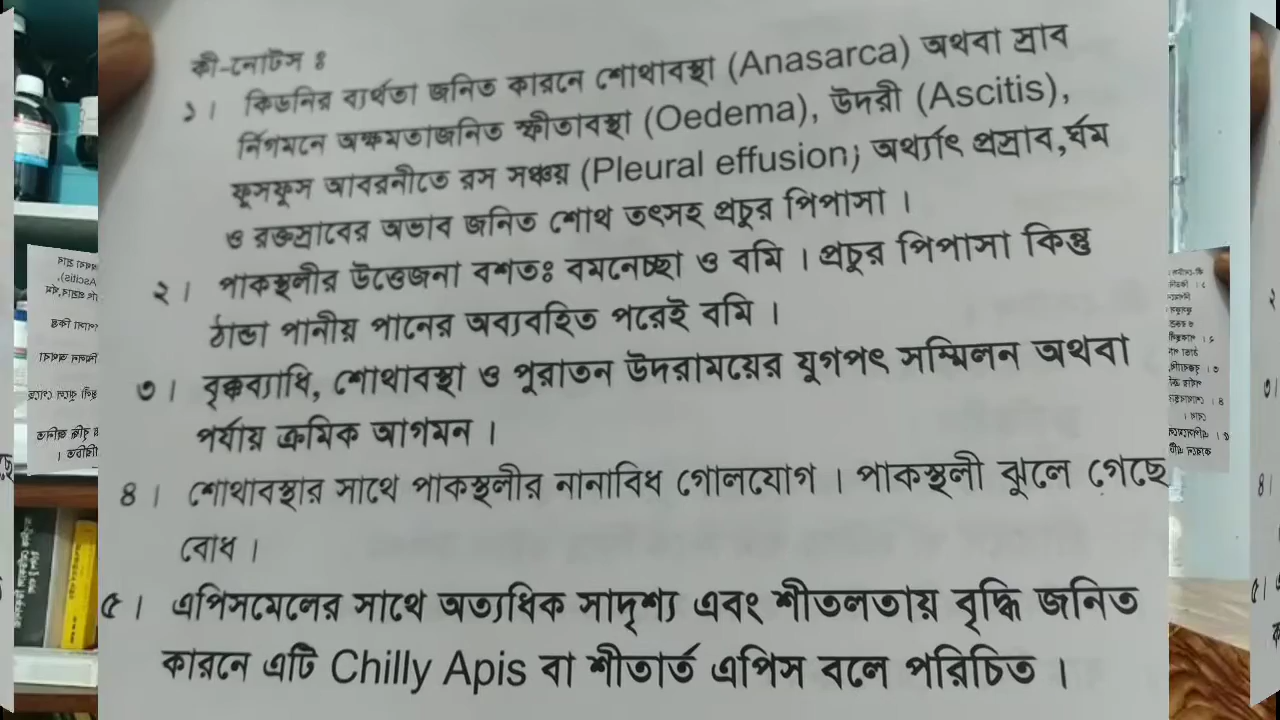 কী-নোটস ঃ
১। কিডনির ব্যর্থতা জনিত কারনে শোথাবস্থা (Anasarca) অথবা স্রাব
র্নিগমনে অক্ষমতাজনিত স্ফীতাবস্থা (Oedema), উদরী (Ascitis),
ফুসফুস আবরনীতে রস সঞ্চয় (Pleural effusion; অর্থ্যাৎ প্রস্রাব,র্ঘম
ও রক্তস্রাবের অভাব জনিত শোথ তৎসহ প্রচুর পিপাসা।
২। পাকস্থলীর উত্তেজনা বশতঃ বমনেচ্ছা ও বমি। প্রচুর পিপাসা কিন্তু
ঠান্ডা পানীয় পানের অব্যবহিত পরেই বমি।
৩। বৃক্কব্যাধি, শোথাবস্থা ও পুরাতন উদরাময়ের যুগপৎ সম্মিলন অথবা
পর্যায় ক্রমিক আগমন।
৪। শোথাবস্থার সাথে পাকস্থলীর নানাবিধ গোলযোগ। পাকস্থলী ঝুলে গেছে
বোধ।
৫। এপিসমেলের সাথে অত্যধিক সাদৃশ্য এবং শীতলতায় বৃদ্ধি জনিত
কারনে এটি Chilly Apis বা শীতার্ত এপিস বলে পরিচিত।